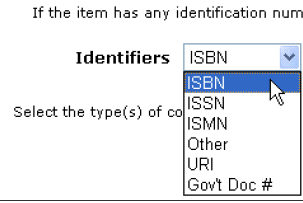 If the item has any identification num
Identifiers ISBN
ISBN
ISSN
Select the type(s) of co
ISMN
Other
URI
Gov't Doc #